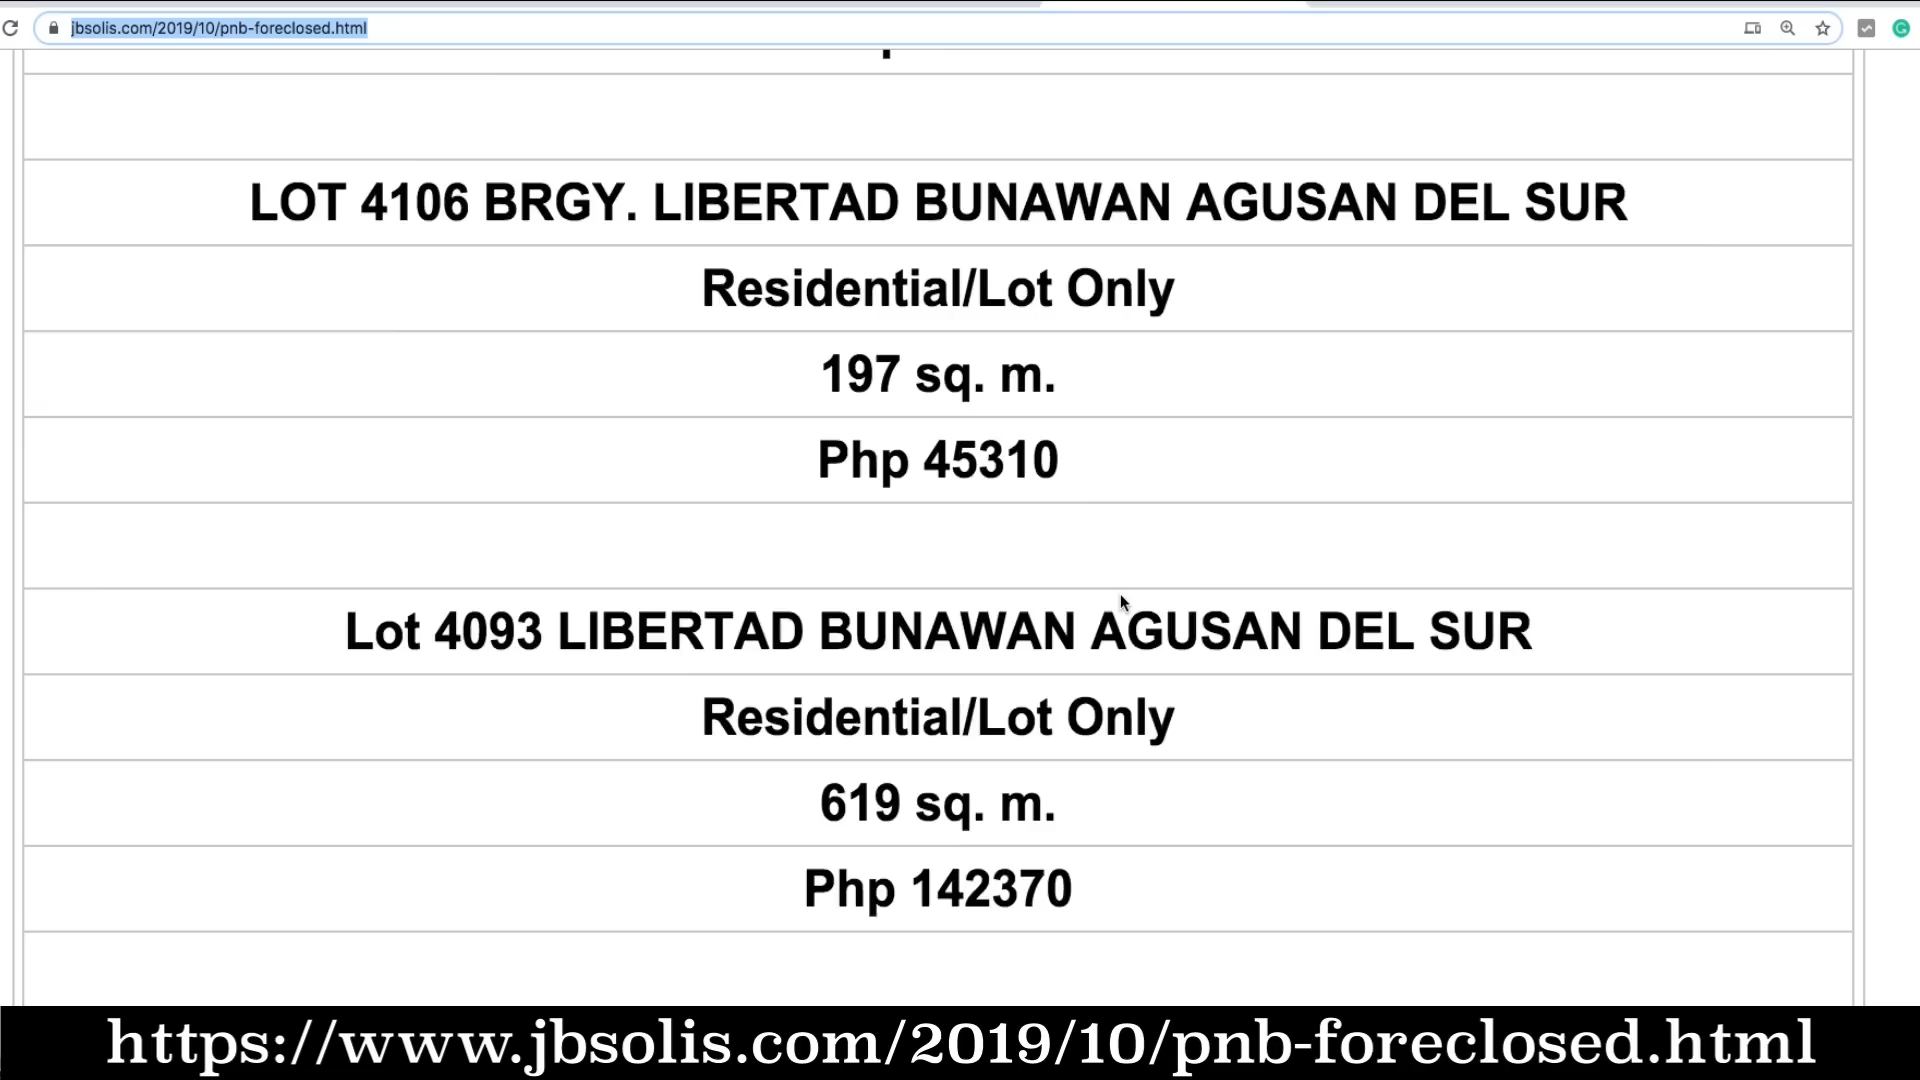 jbsolis.com/2019/10/pnb-foreclosed.html
LOT 4106 BRGY. LIBERTAD BUNAWAN AGUSAN DEL SUR
Residential/Lot Only
197 sq. m.
Php 45310
Lot 4093 LIBERTAD BUNAWAN AGUSAN DEL SUR
Residential/Lot Only
619 sq. m.
Php 142370
https://www.jbsolis.com/2019/10/pnb-foreclosed.html